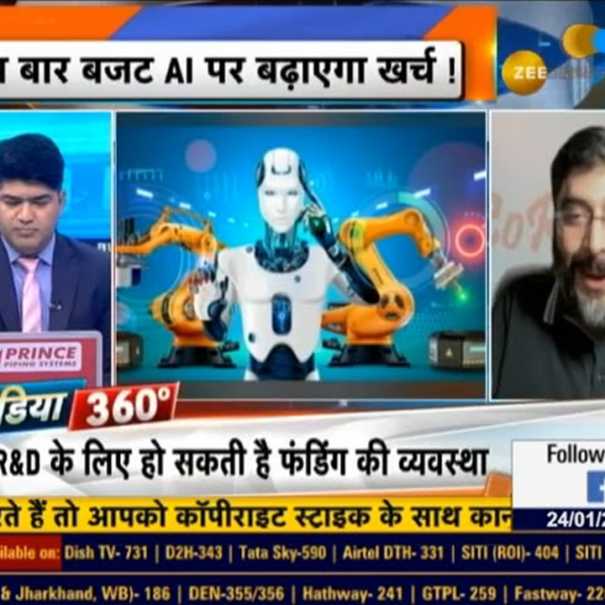 बार बजट AI पर बढ़ाएगा खर्च !
ZEE
PRINCE
PIPING SYSTEMS
360°
R&D के लिए हो सकती है फंडिंग की व्यवस्था
Follow
हैं तो आपको कॉपीराइट स्टाइक के साथ
24/01/2
on: Dish TV- 731 | D2H-343 | Tata Sky-590 | Airtel DTH- 331 | SITI (ROI)- 404 | SITI
& Jharkhand, WB)- 186 | DEN-355/356 | Hathway- 241 | GTPL- 259 | Fastway- 22